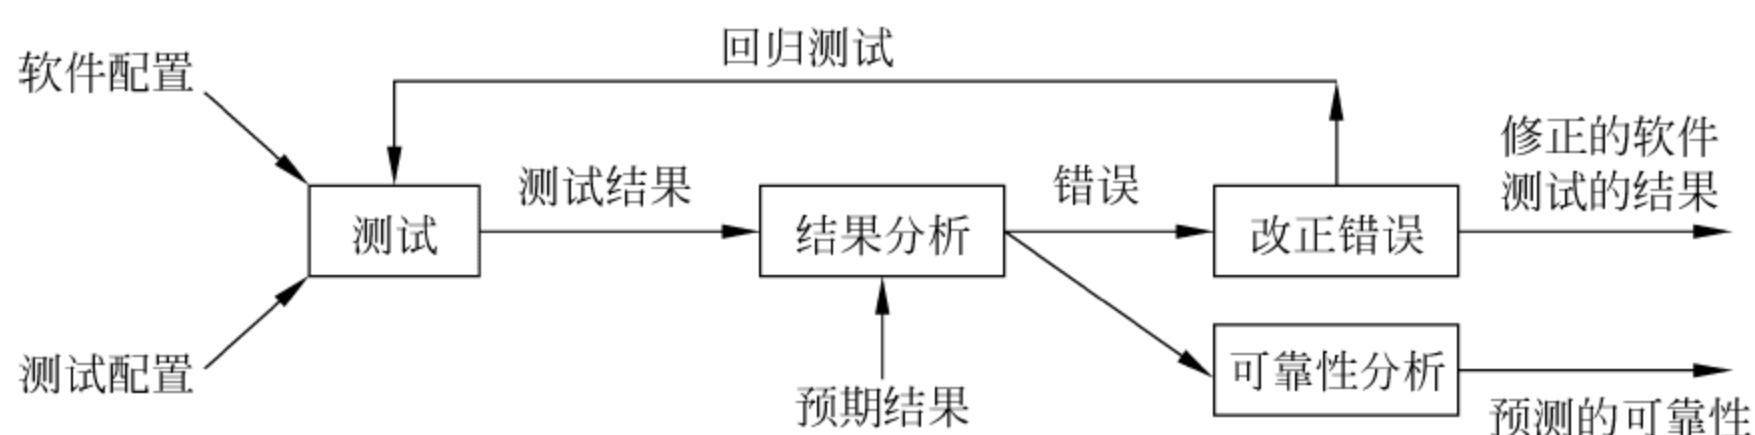 回归测试
软件配置
修正的软件
测试的结果
测试结果
错误
测试
结果分析
改正错误
测试配置
可靠性分析
预期结果
预测的可靠性